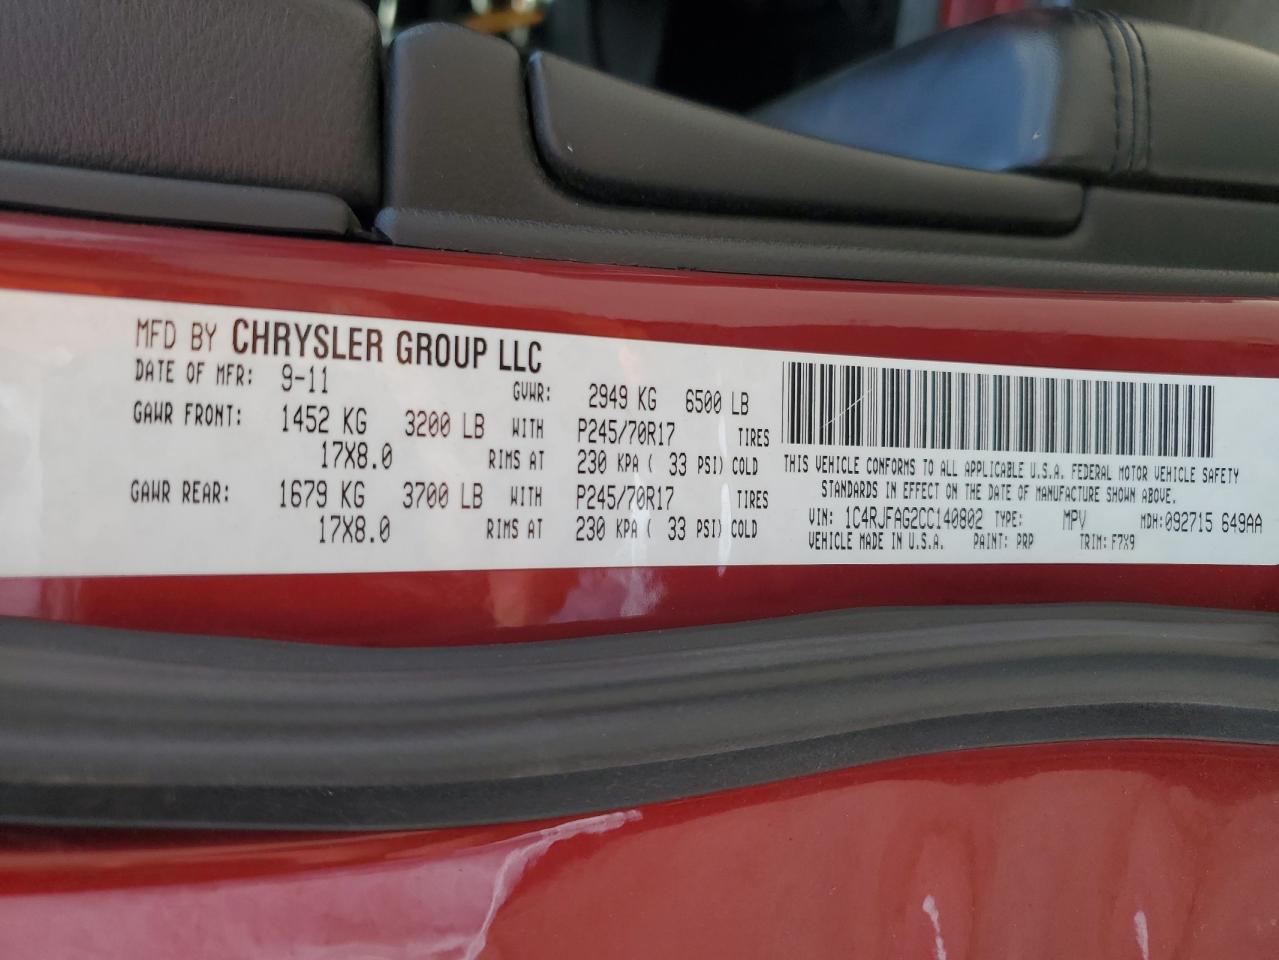 MFD BY CHRYSLER GROUP LLC
DATE OF MFR: 9-11 GVWR: 2949 KG 6500 LB
GAWR FRONT: 1452 KG 3200 LB WITH P245/70R17 TIRES
17X8.0 RIMS AT 230 KPA ( 33 PSI) COLD
GAWR REAR: 1679 KG 3700 LB WITH P245/70R17 TIRES
17X8.0 RIMS AT 230 KPA ( 33 PSI) COLD
THIS VEHICLE CONFORMS TO ALL APPLICABLE U.S.A. FEDERAL MOTOR VEHICLE SAFETY
STANDARDS IN EFFECT ON THE DATE OF MANUFACTURE SHOWN ABOVE.
VIN: 1C4RJFAG2CC140802 TYPE: MPV MDH: 092715 649AA
VEHICLE MADE IN U.S.A. PAINT: PRP TRIM: F7X9